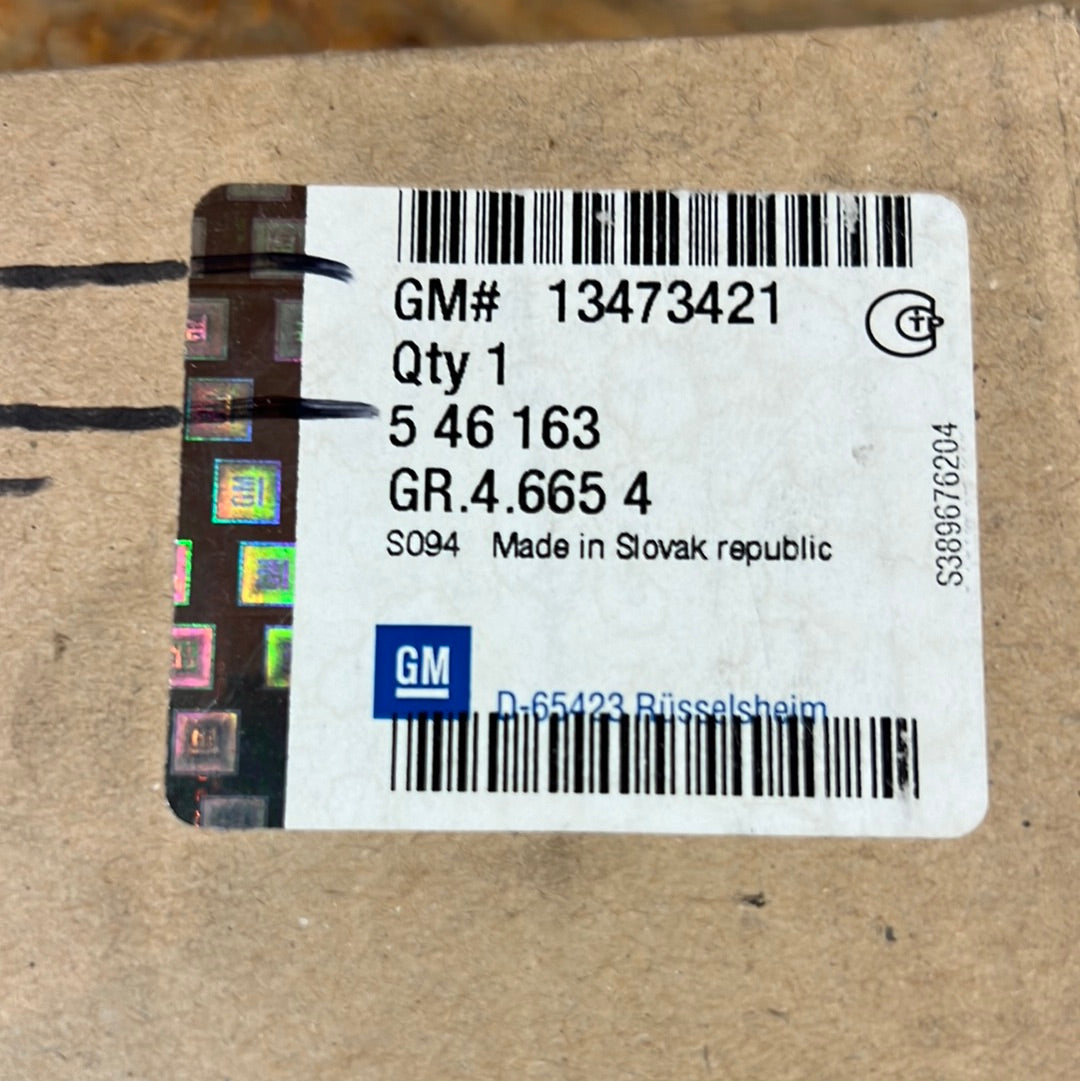 GM# 13473421
Qty 1
5 46 163
GR.4.665 4
S094 Made in Slovak republic
S389676204
GM
D-65423 Rüsselsheim